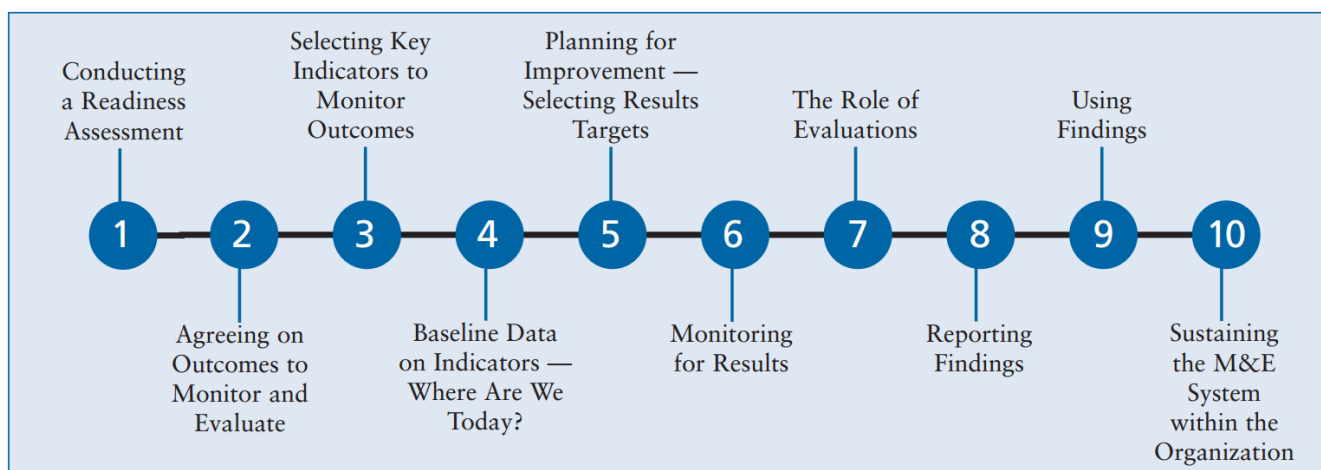 Conducting
a Readiness
Assessment
1
Agreeing on
Outcomes to
Monitor and
Evaluate
2
Selecting Key
Indicators to
Monitor
Outcomes
3
Baseline Data
on Indicators —
Where Are We
Today?
4
Planning for
Improvement —
Selecting Results
Targets
5
Monitoring
for Results
6
The Role of
Evaluations
7
Reporting
Findings
8
Using
Findings
9
Sustaining
the M&E
System
within the
Organization
10